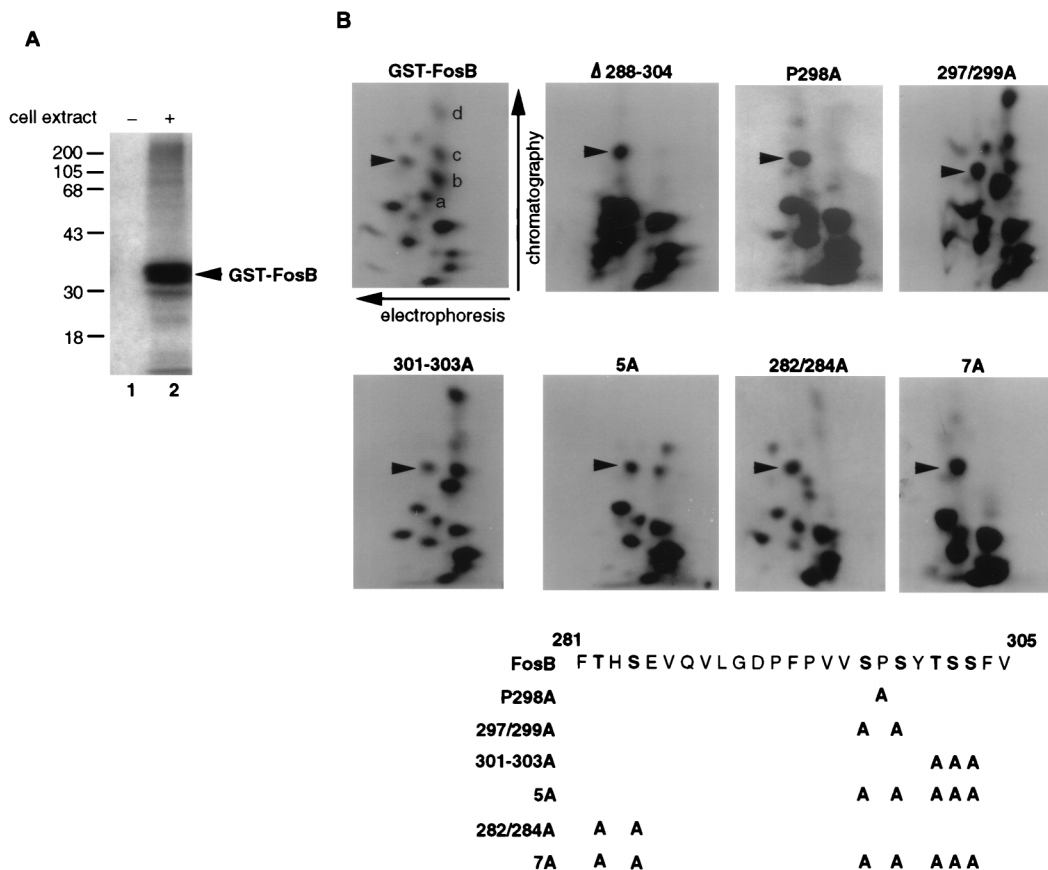 A
cell extract – +
200
105
68
43
30
18
GST-FosB
1 2
B
GST-FosB
Δ 288-304
P298A
297/299A
d
c
b
a
chromatography
electrophoresis
301-303A
5A
282/284A
7A
281 305
FosB F T H S E V Q V L G D P F P V V S P S Y T S S F V
P298A A
297/299A A A
301-303A A A A
5A A A A A A
282/284A A A
7A A A A A A A A